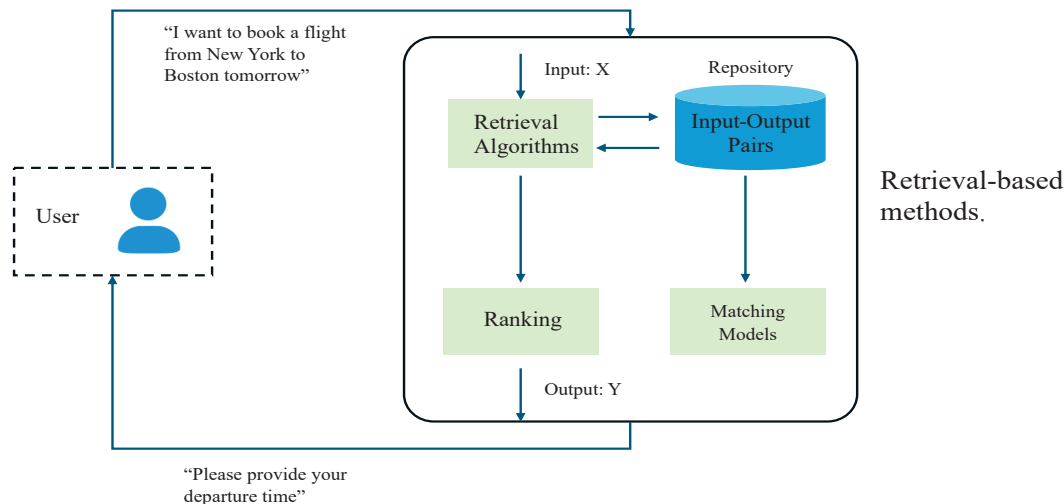 “I want to book a flight
from New York to
Boston tomorrow”
Input: X
Repository
Retrieval
Algorithms
Input-Output
Pairs
User
Retrieval-based
methods.
Ranking
Matching
Models
Output: Y
“Please provide your
departure time”